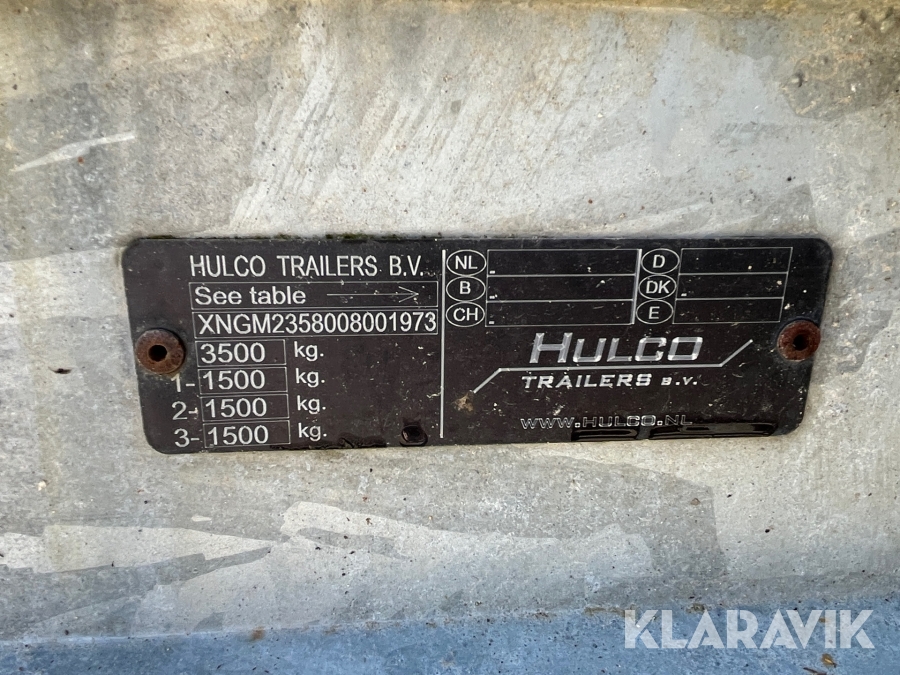 HULCO TRAILERS B.V.
See table
XNGM2358008001973
3500 kg.
1- 1500 kg.
2- 1500 kg.
3- 1500 kg.
NL D
B DK
CH E
HULCO
TRAILERS B.V.
WWW.HULCO.NL
KLARAVIK